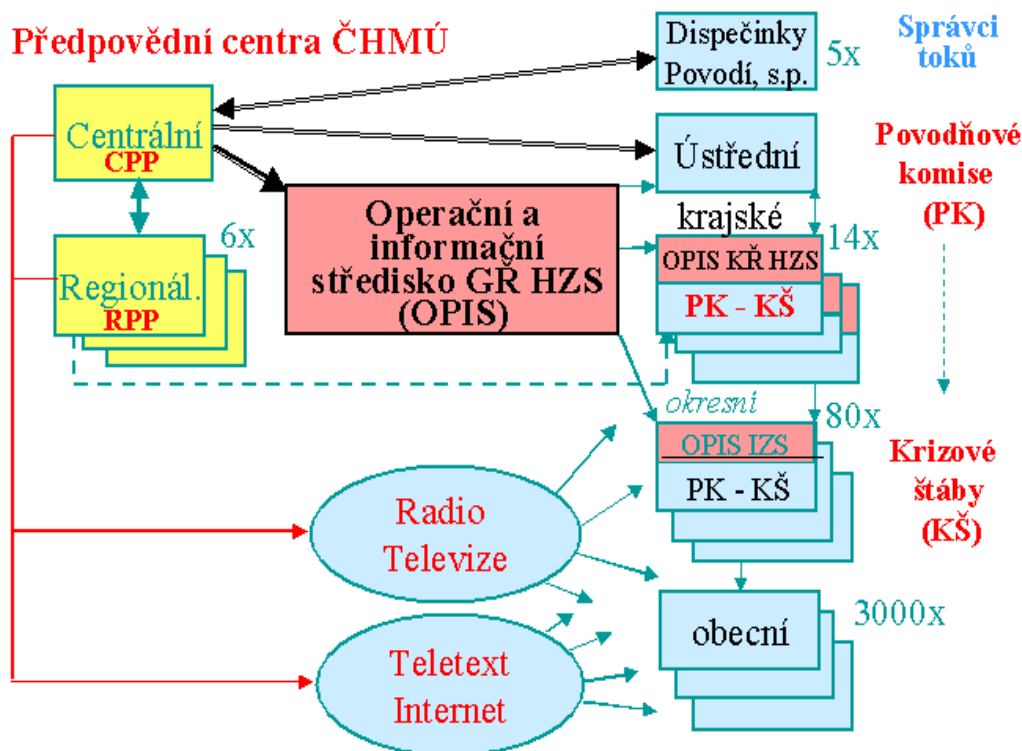 Předpovědní centra ČHMÚ
Dispečinky
Povodí, s.p.
5x
Správci
toků
Centrální
CPP
Ústřední
Povodňové
komise
(PK)
Operační a
informační
středisko GŘ HZS
(OPIS)
krajské
14x
6x
OPIS KŘ HZS
Regionál.
RPP
PK - KŠ
okresní
80x
OPIS IZS
PK - KŠ
Krizové
štáby
(KŠ)
Radio
Televize
obecní
3000x
Teletext
Internet